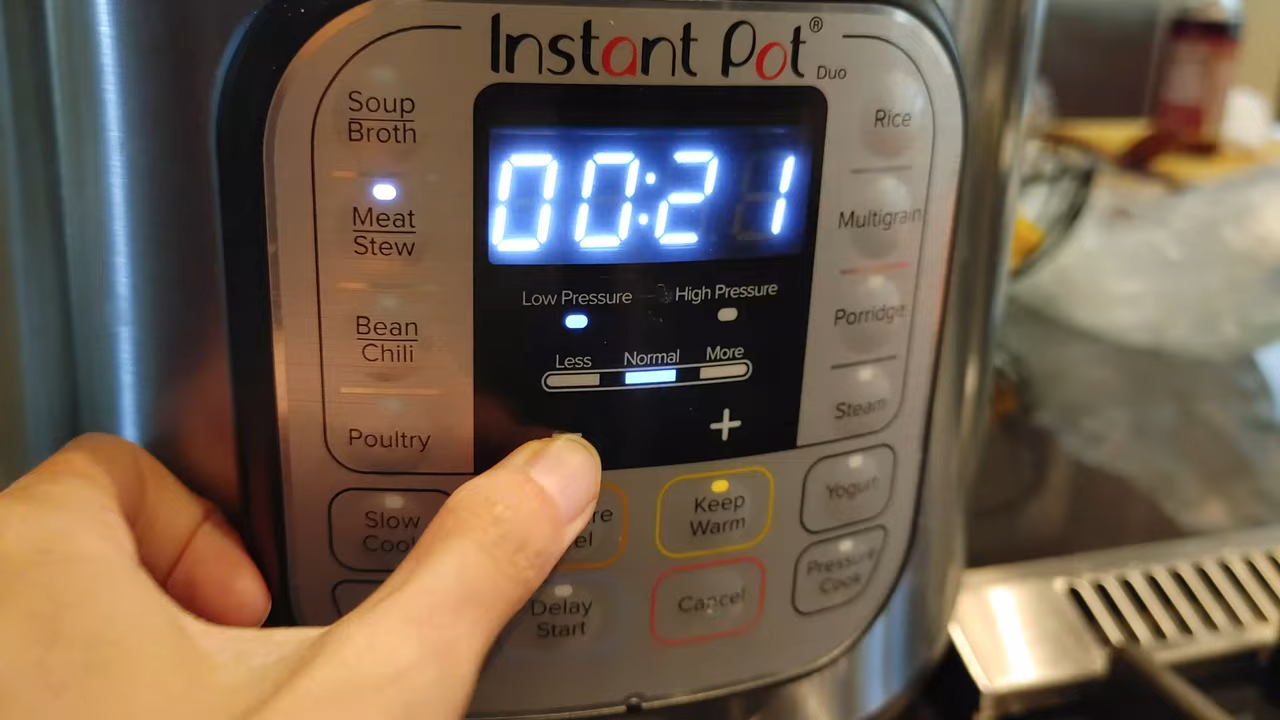 Instant Pot®
Duo
Soup
Broth
Meat
Stew
Bean
Chili
Poultry
00:21
Low Pressure
High Pressure
Less
Normal
More
+
Rice
Multigrain
Porridge
Steam
Slow
Keep
Warm
Yogurt
Delay
Start
Cancel
Pressure
Cook